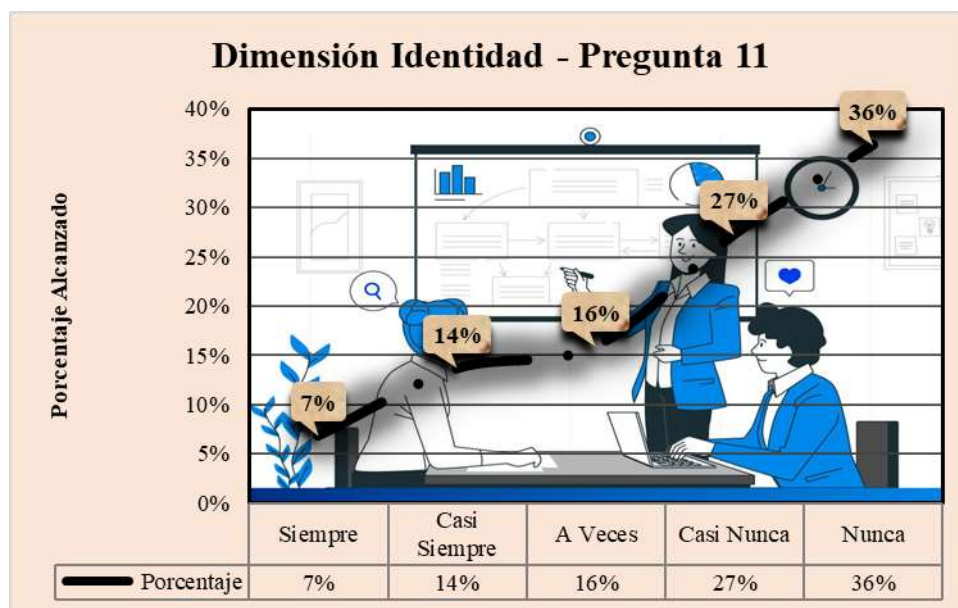 Dimensión Identidad - Pregunta 11
Porcentaje Alcanzado
40%
35%
30%
25%
20%
15%
10%
5%
0%
7%
14%
16%
27%
36%
Siempre
Casi
Siempre
A Veces
Casi Nunca
Nunca
Porcentaje
7%
14%
16%
27%
36%